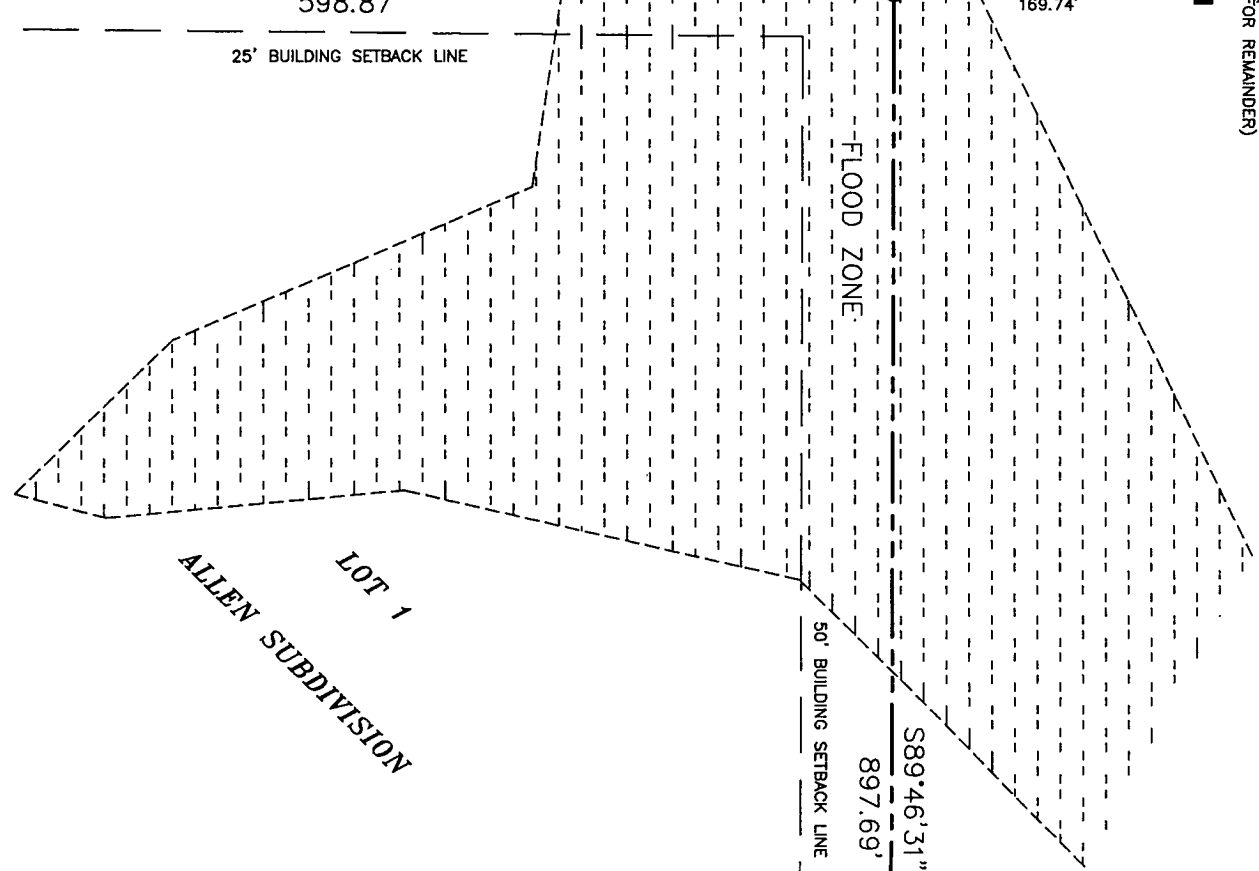 598.87
169.74'
FOR REMAINDER)
25' BUILDING SETBACK LINE
FLOOD ZONE
LOT 1
ALLEN SUBDIVISION
50' BUILDING SETBACK LINE
S89°46'31"
897.69'